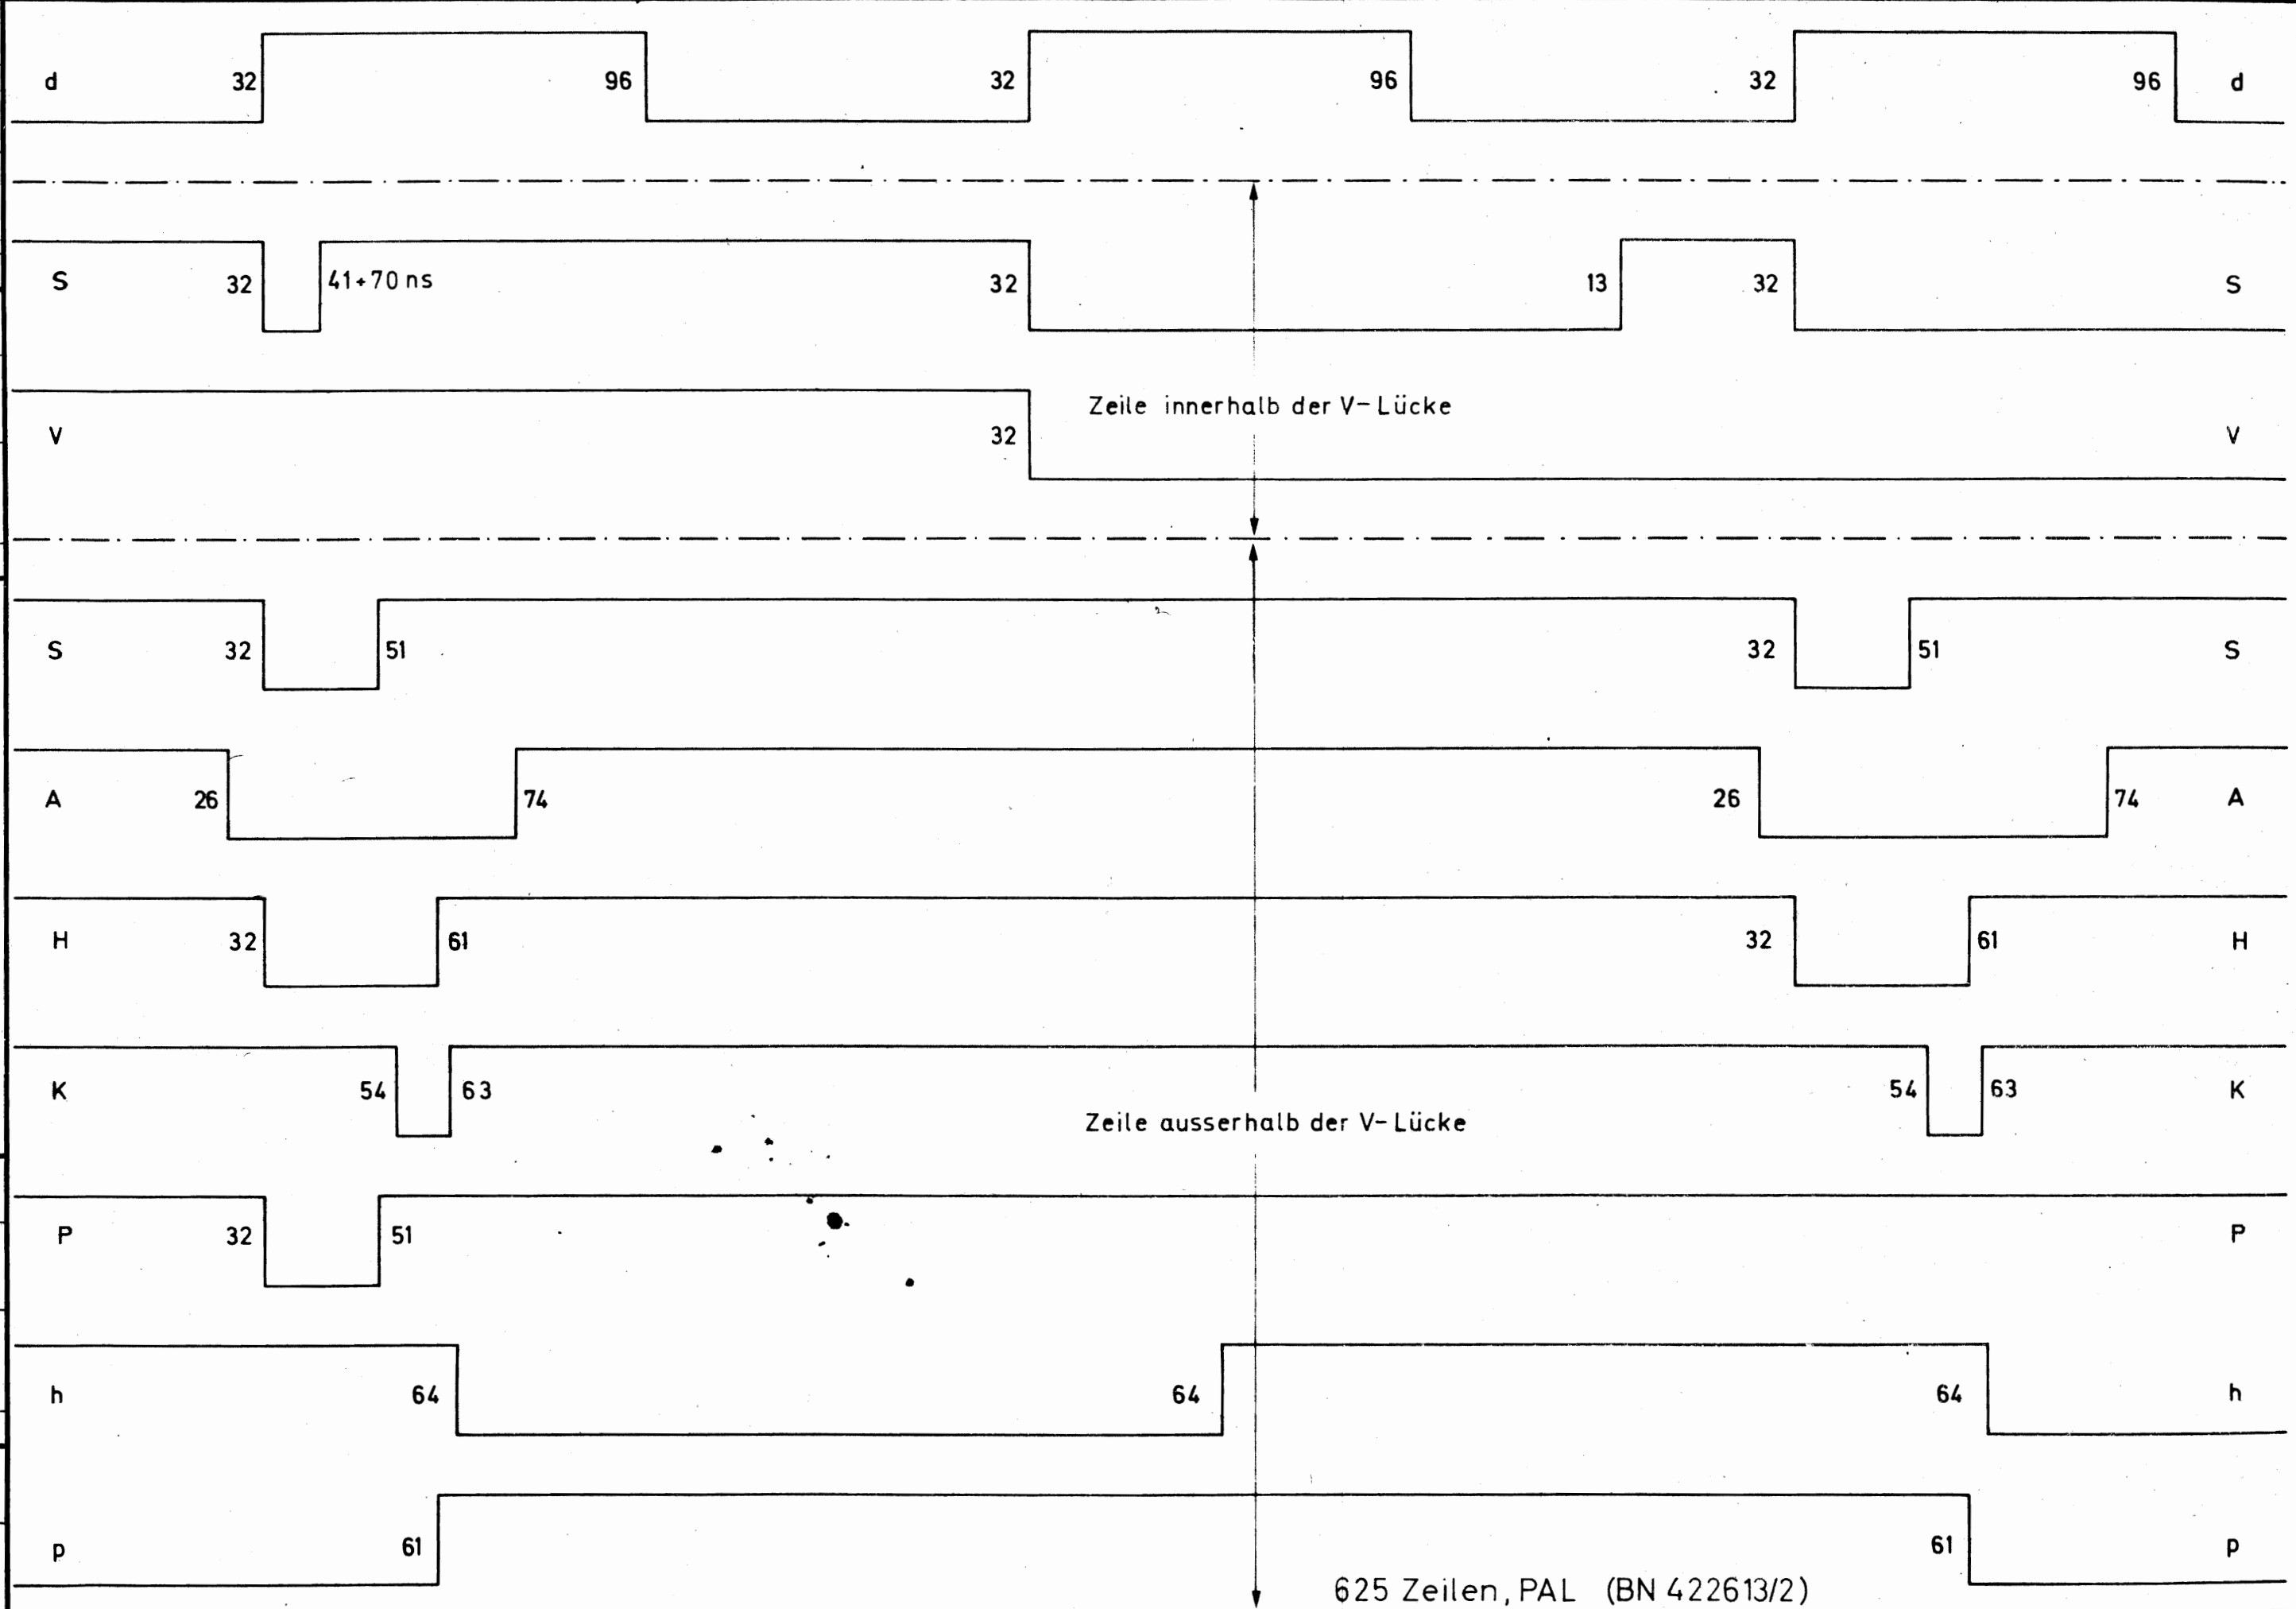 d 32 96 32 96 32 96 d
S 32 41+70 ns 32 13 32 S
Zeile innerhalb der V-Lücke
V 32 V
S 32 51 32 51 S
A 26 74 26 74 A
H 32 61 32 61 H
K 54 63 54 63 K
Zeile ausserhalb der V-Lücke
P 32 51 P
h 64 64 64 h
p 61 61 p
625 Zeilen, PAL (BN 422613/2)